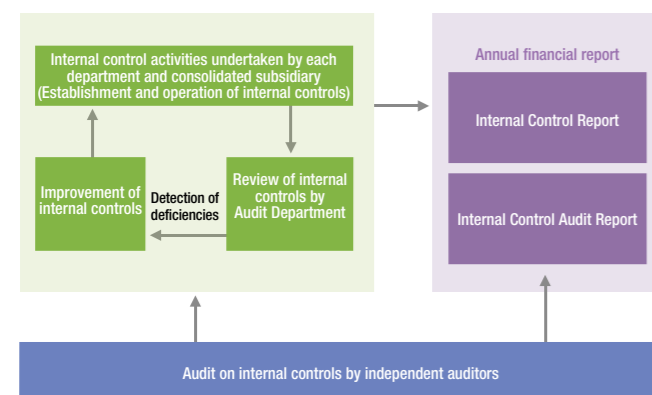 Internal control activities undertaken by each
department and consolidated subsidiary
(Establishment and operation of internal controls)
Improvement of
internal controls
Detection of
deficiencies
Review of internal
controls by
Audit Department
Annual financial report
Internal Control Report
Internal Control Audit Report
Audit on internal controls by independent auditors